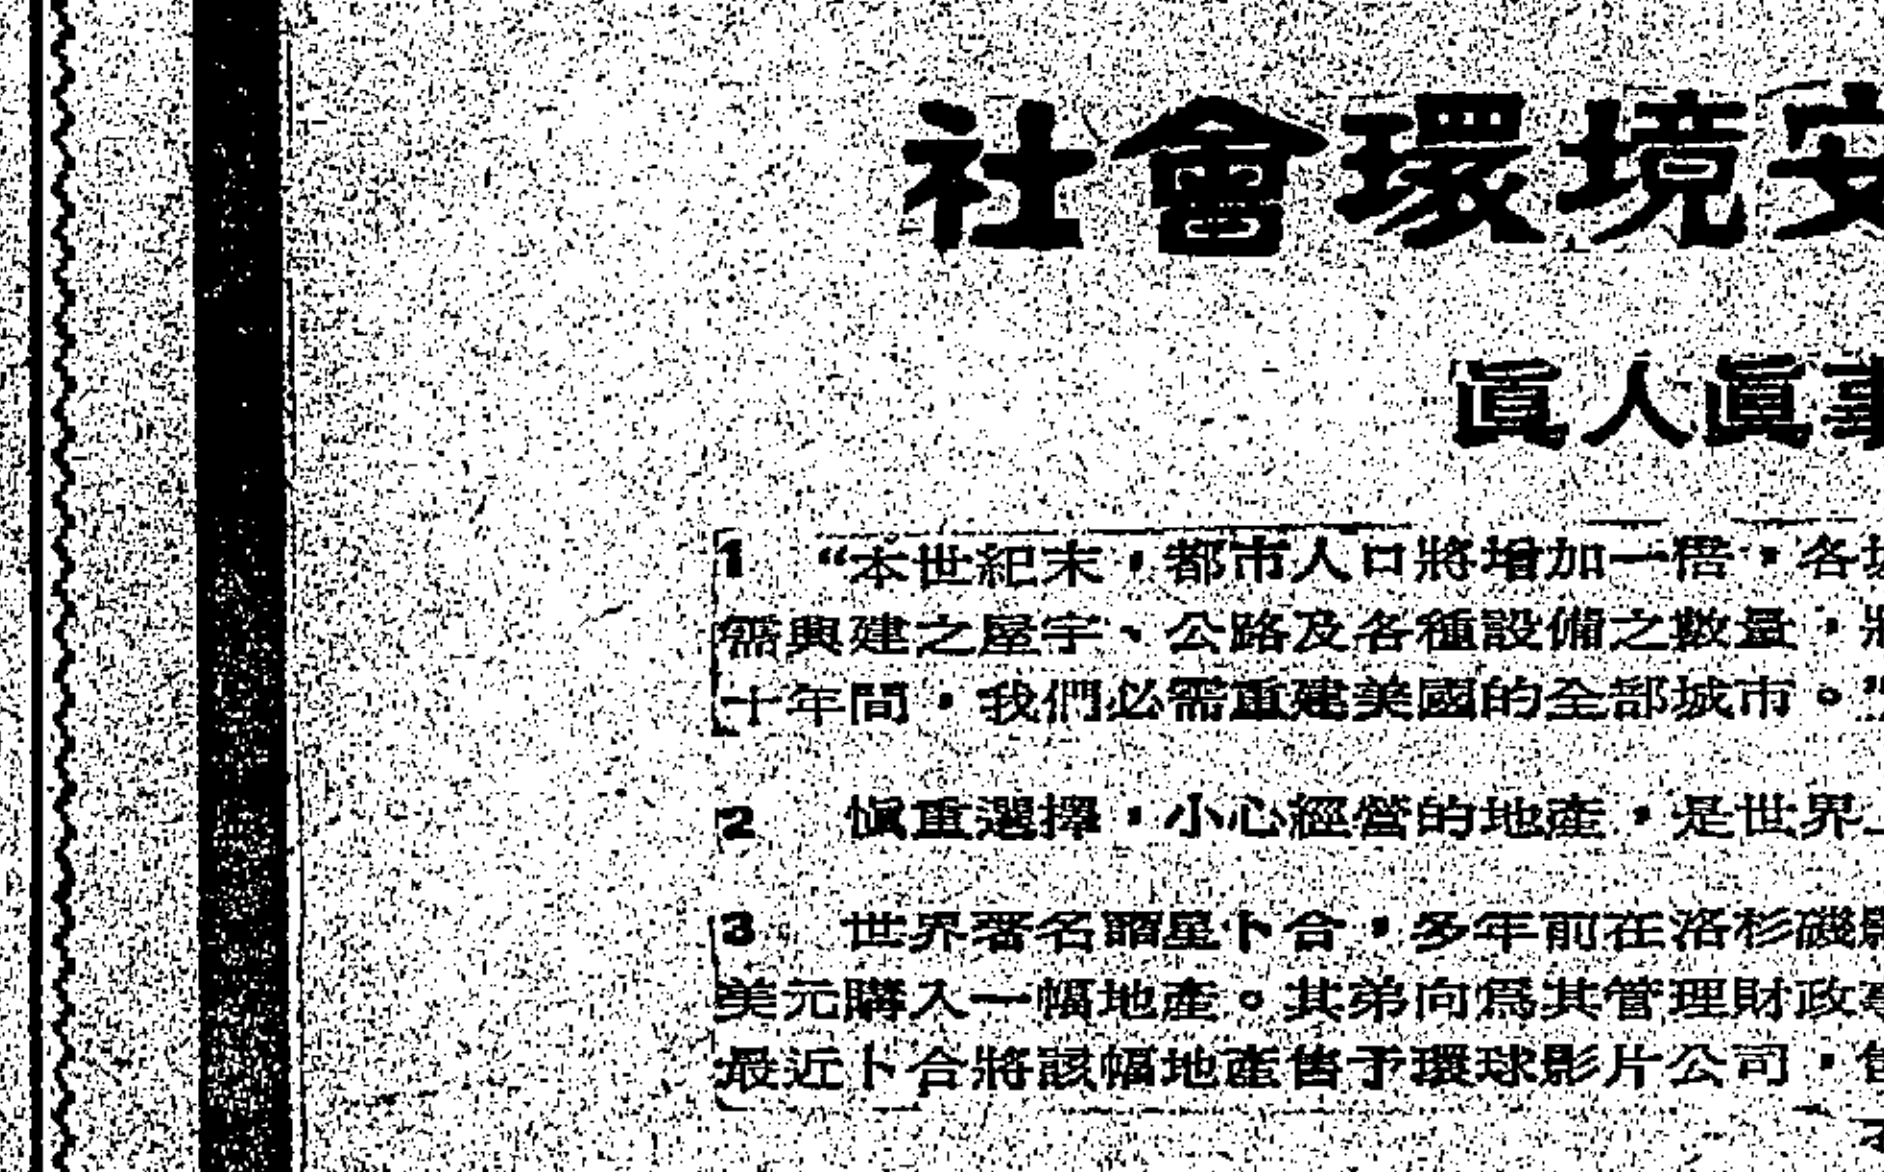 社會環境安
眞人眞事
1 “本世紀末，都市人口將增加一倍，各城
需興建之屋宇、公路及各種設備之數量，將
十年間，我們必需重建美國的全部城市。”
2 愼重選擇，小心經營的地產，是世界上
3 世界著名諧星卜合，多年前在洛杉磯
美元購入一幅地產。其弟向爲其管理財政
最近卜合將該幅地產售予環球影片公司，售